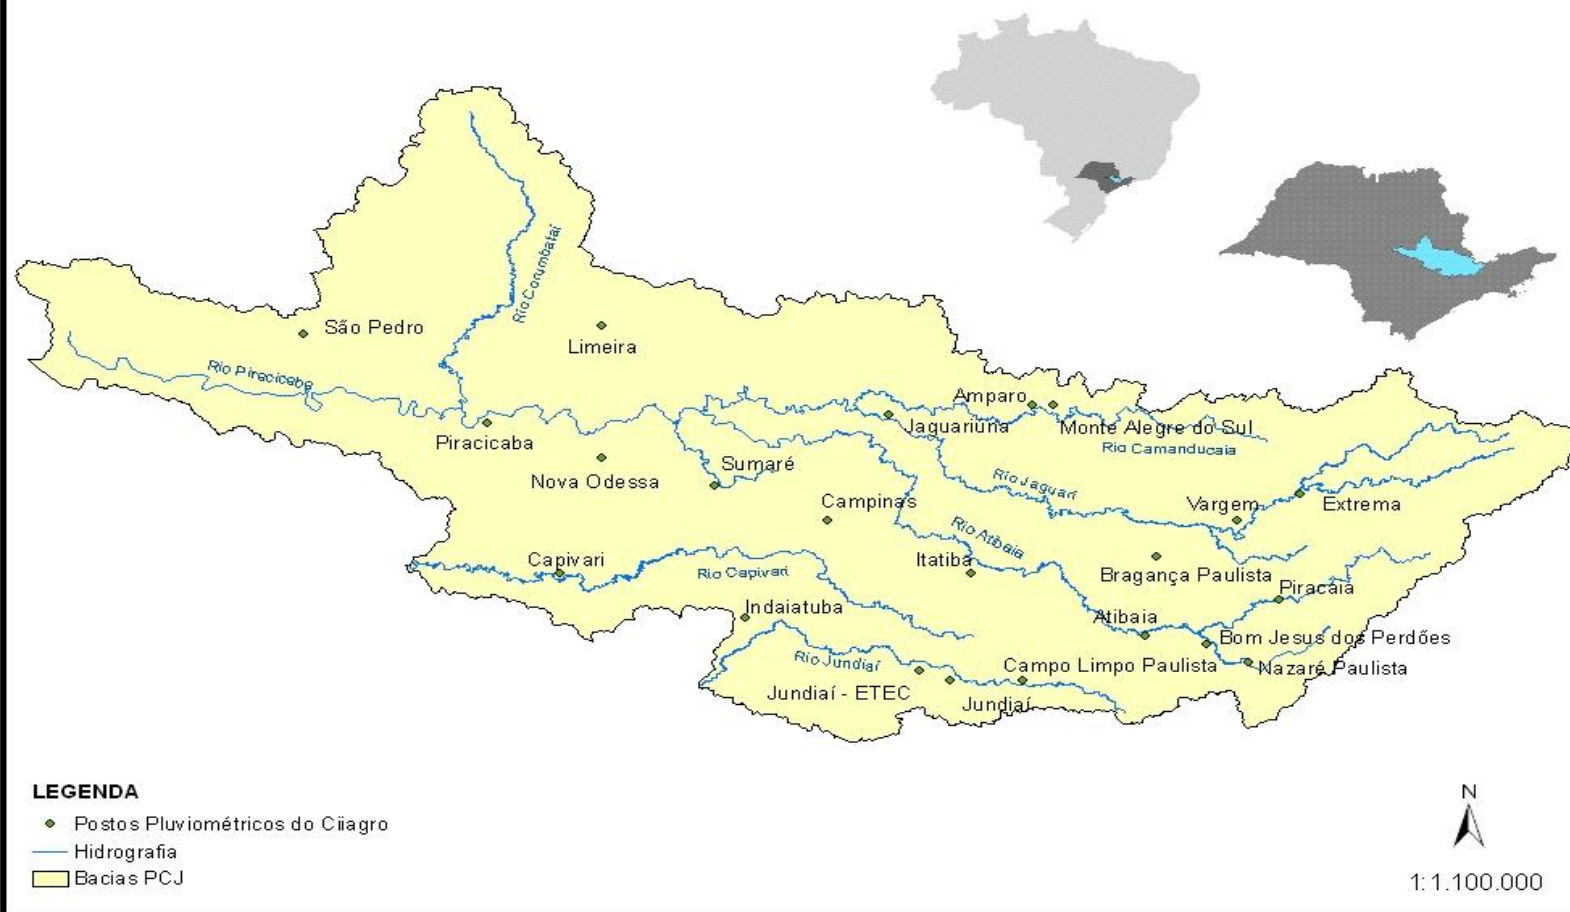 Rio Corumbataí
São Pedro
Limeira
Rio Piracicaba
Amparo
Jaguariúna
Monte Alegre do Sul
Rio Camanducaia
Piracicaba
Sumaré
Nova Odessa
Rio Jaguari
Campinas
Vargem
Extrema
Rio Atibaia
Capivari
Itatiba
Rio Capivari
Bragança Paulista
Piracaia
Indaiatuba
Atibaia
Bom Jesus dos Perdões
Rio Jundiaí
Campo Limpo Paulista
Nazaré Paulista
Jundiaí - ETEC
Jundiaí
LEGENDA
Postos Pluviométricos do Ciiagro
Hidrografia
Bacias PCJ
N
1:1.100.000